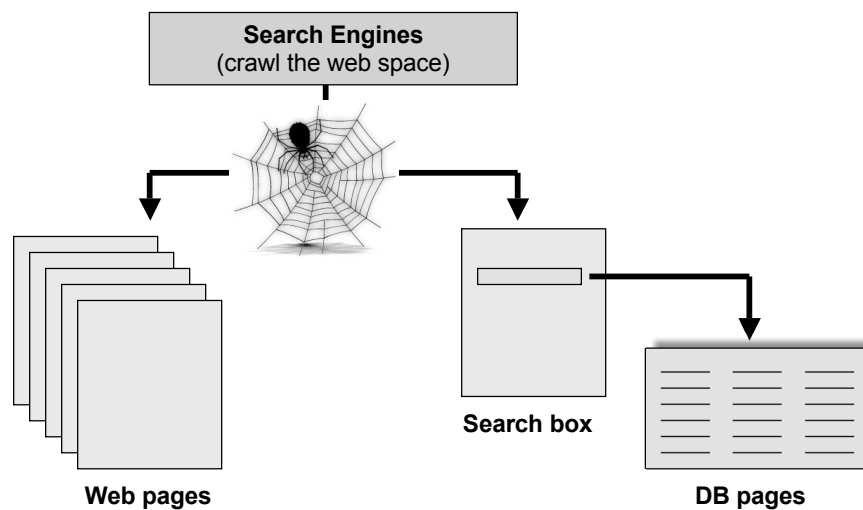 Search Engines
(crawl the web space)
Search box
Web pages
DB pages